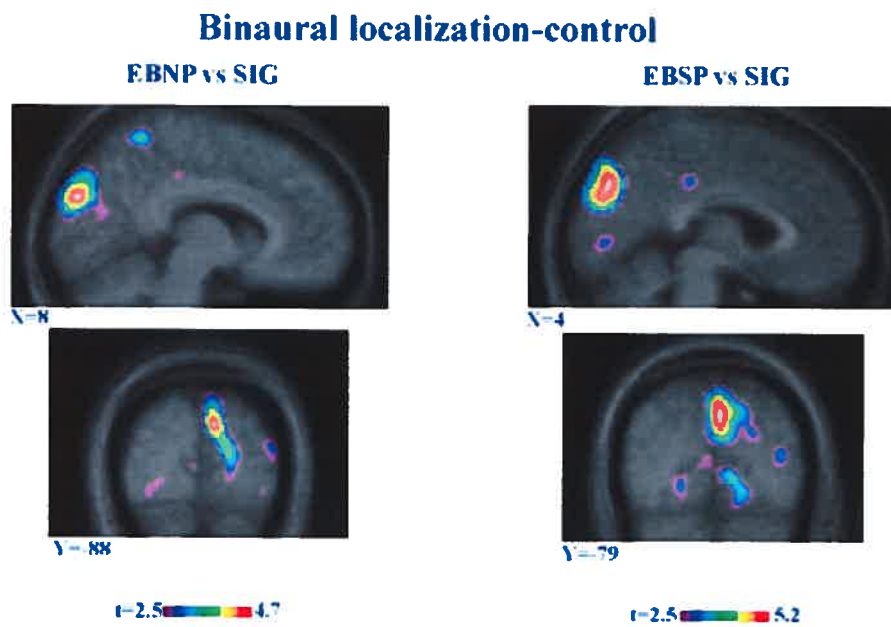 Binaural localization-control
EBNP vs SIG
EBSP vs SIG
X=8
X=4
Y=-88
Y=-79
t=2.5 4.7
t=2.5 5.2